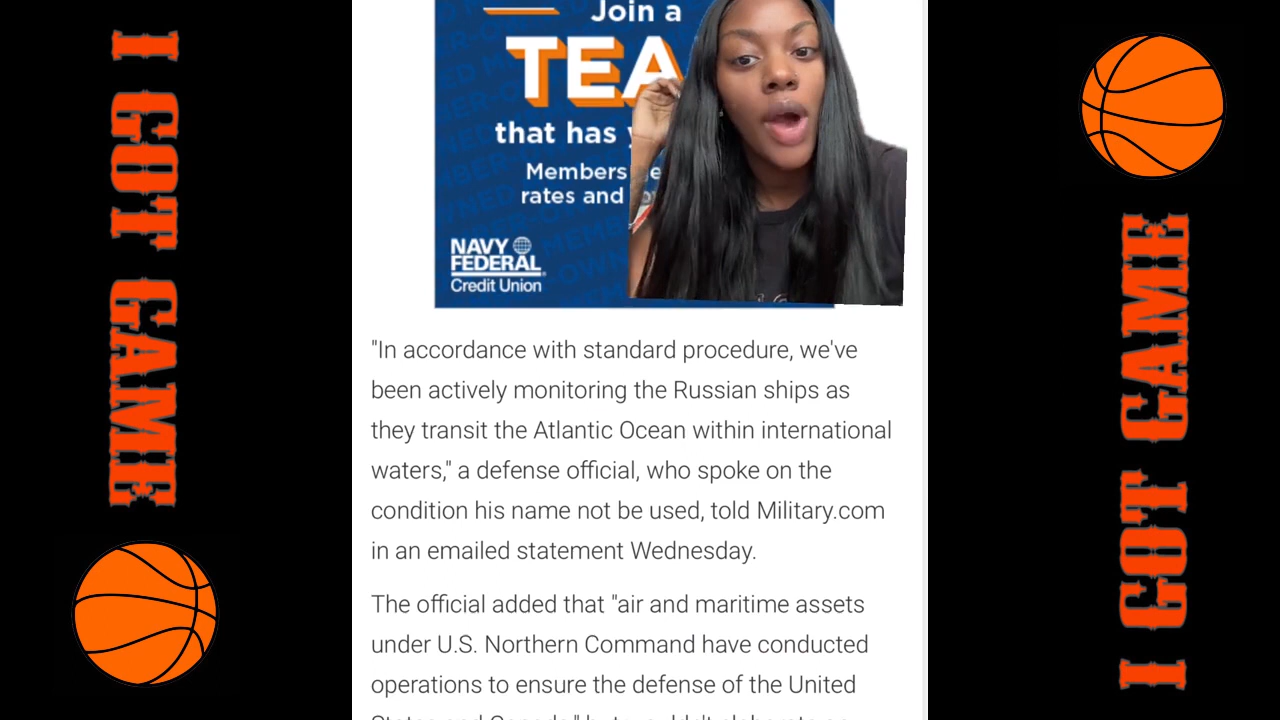 I GOT GAME
Join a
TEA
that has
Members
rates and
NAVY
FEDERAL
Credit Union
"In accordance with standard procedure, we've
been actively monitoring the Russian ships as
they transit the Atlantic Ocean within international
waters," a defense official, who spoke on the
condition his name not be used, told Military.com
in an emailed statement Wednesday.
The official added that "air and maritime assets
under U.S. Northern Command have conducted
operations to ensure the defense of the United
I GOT GAME